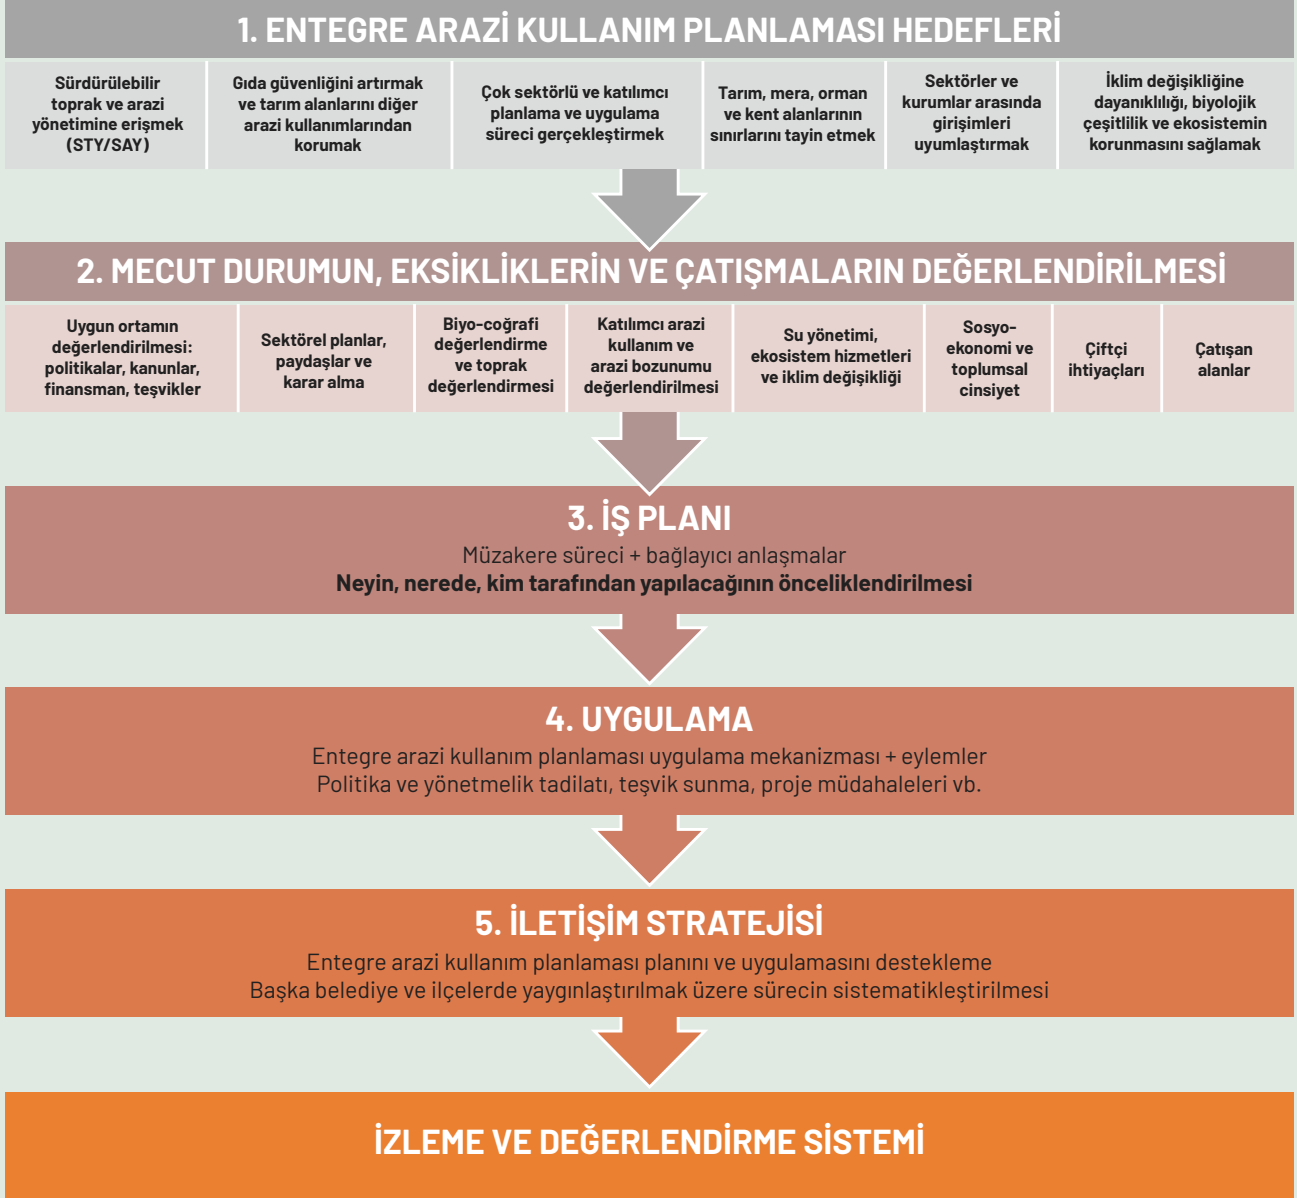 1. ENTEGRE ARAZİ KULLANIM PLANLAMASI HEDEFLERİ
Sürdürülebilir
toprak ve arazi
yönetimine erişmek
(STY/SAY)
Gıda güvenliğini artırmak
ve tarım alanlarını diğer
arazi kullanımlarından
korumak
Çok sektörlü ve katılımcı
planlama ve uygulama
süreci gerçekleştirmek
Tarım, mera, orman
ve kent alanlarının
sınırlarını tayin etmek
Sektörler ve
kurumlar arasında
girişimleri
uyumlaştırmak
İklim değişikliğine
dayanıklılığı, biyolojik
çeşitlilik ve ekosistemin
korunmasını sağlamak
2. MECUT DURUMUN, EKSİKLİKLERİN VE ÇATIŞMALARIN DEĞERLENDİRİLMESİ
Uygun ortamın
değerlendirilmesi:
politikalar, kanunlar,
finansman, teşvikler
Sektörel planlar,
paydaşlar ve
karar alma
Biyo-coğrafi
değerlendirme
ve toprak
değerlendirmesi
Katılımcı arazi
kullanım ve
arazi bozunumu
değerlendirilmesi
Su yönetimi,
ekosistem hizmetleri
ve iklim değişikliği
Sosyo-
ekonomi ve
toplumsal
cinsiyet
Çiftçi
ihtiyaçları
Çatışan
alanlar
3. İŞ PLANI
Müzakere süreci + bağlayıcı anlaşmalar
Neyin, nerede, kim tarafından yapılacağının önceliklendirilmesi
4. UYGULAMA
Entegre arazi kullanım planlaması uygulama mekanizması + eylemler
Politika ve yönetmelik tadilatı, teşvik sunma, proje müdahaleleri vb.
5. İLETİŞİM STRATEJİSİ
Entegre arazi kullanım planlaması planını ve uygulamasını destekleme
Başka belediye ve ilçelerde yaygınlaştırılmak üzere sürecin sistematikleştirilmesi
İZLEME VE DEĞERLENDİRME SİSTEMİ